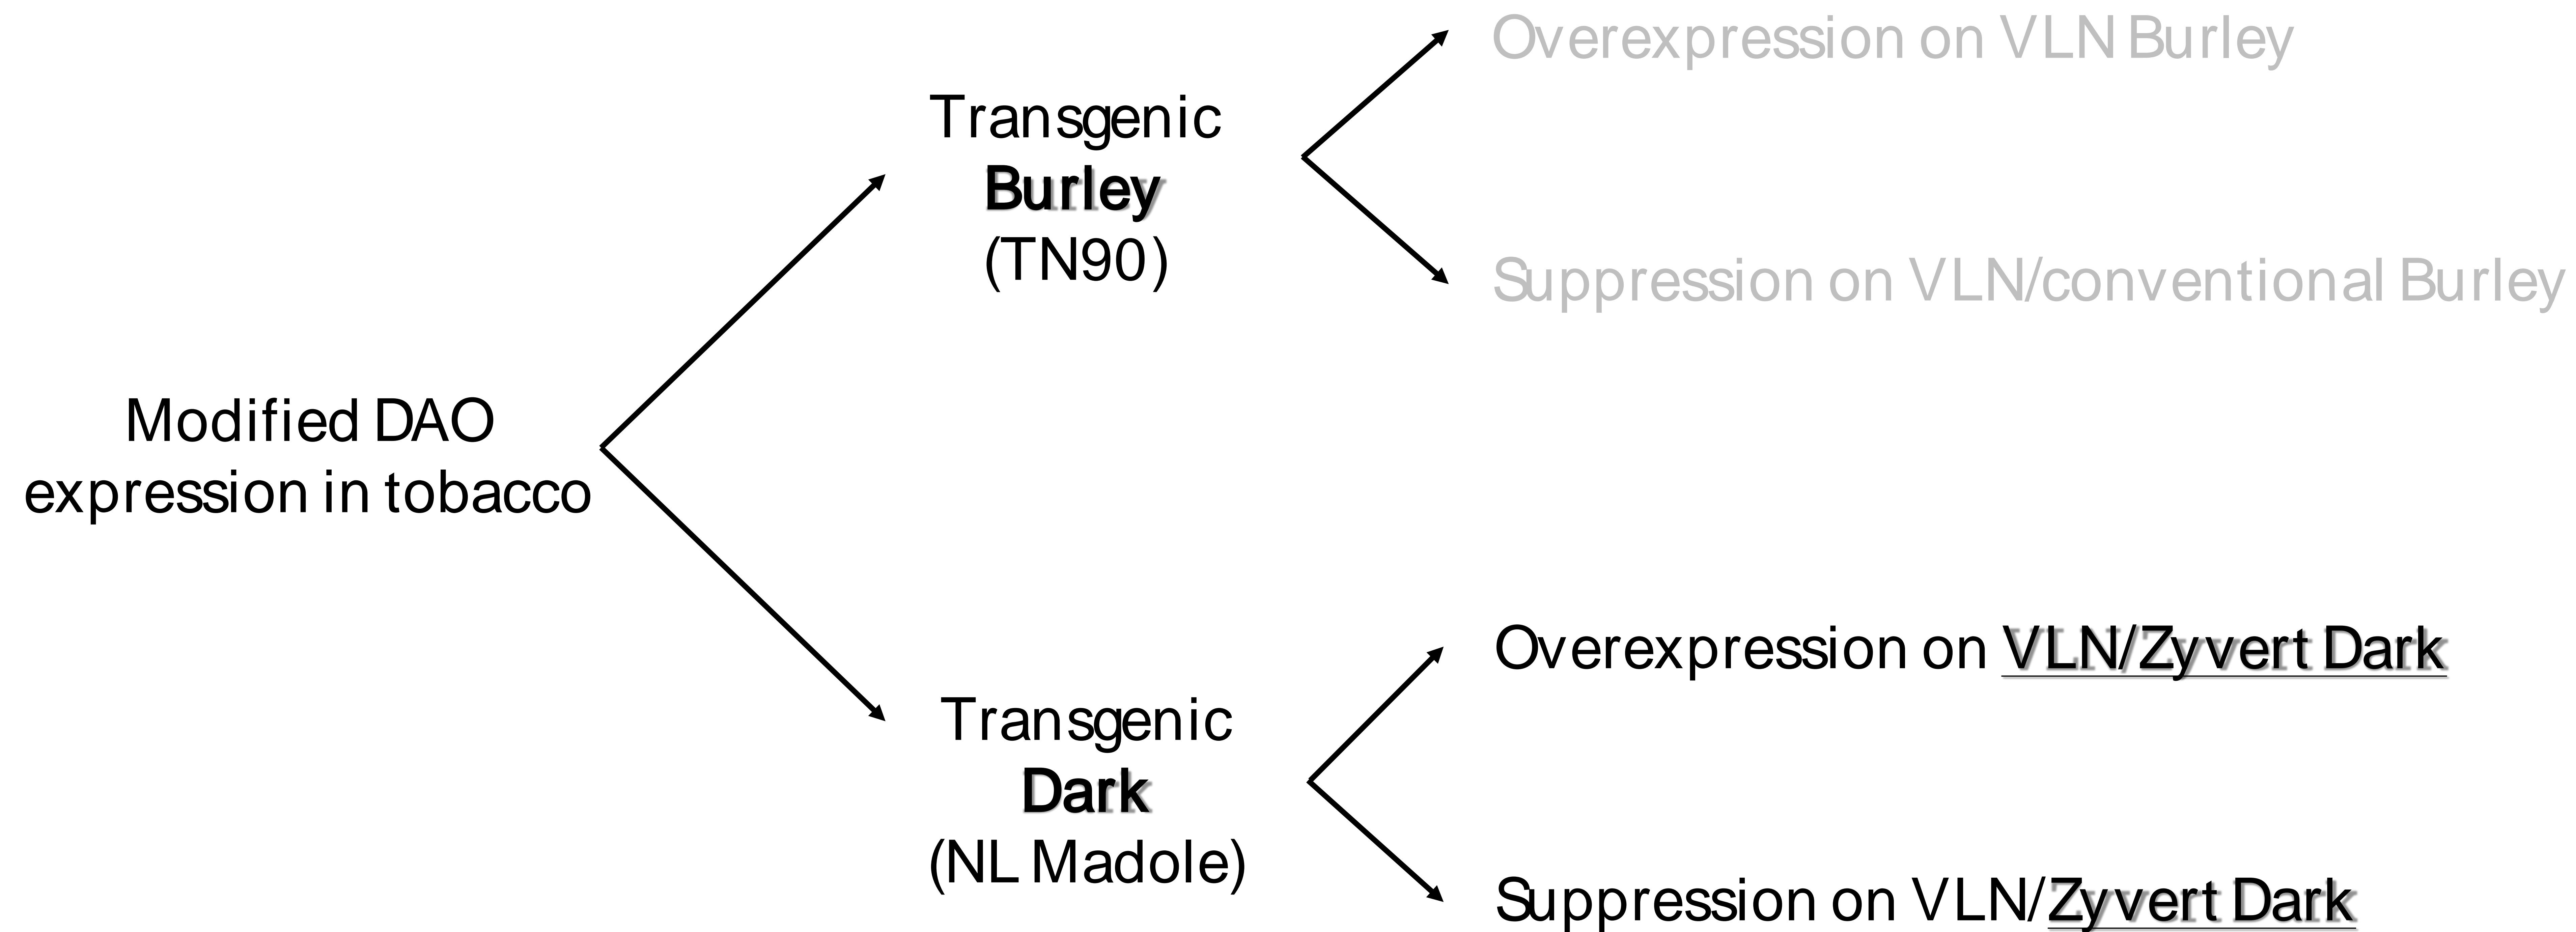 Overexpression on VLN Burley
Transgenic
Burley
(TN90)
Suppression on VLN/conventional Burley
Modified DAO
expression in tobacco
Overexpression on VLN/Zyvert Dark
Transgenic
Dark
(NL Madole)
Suppression on VLN/Zyvert Dark